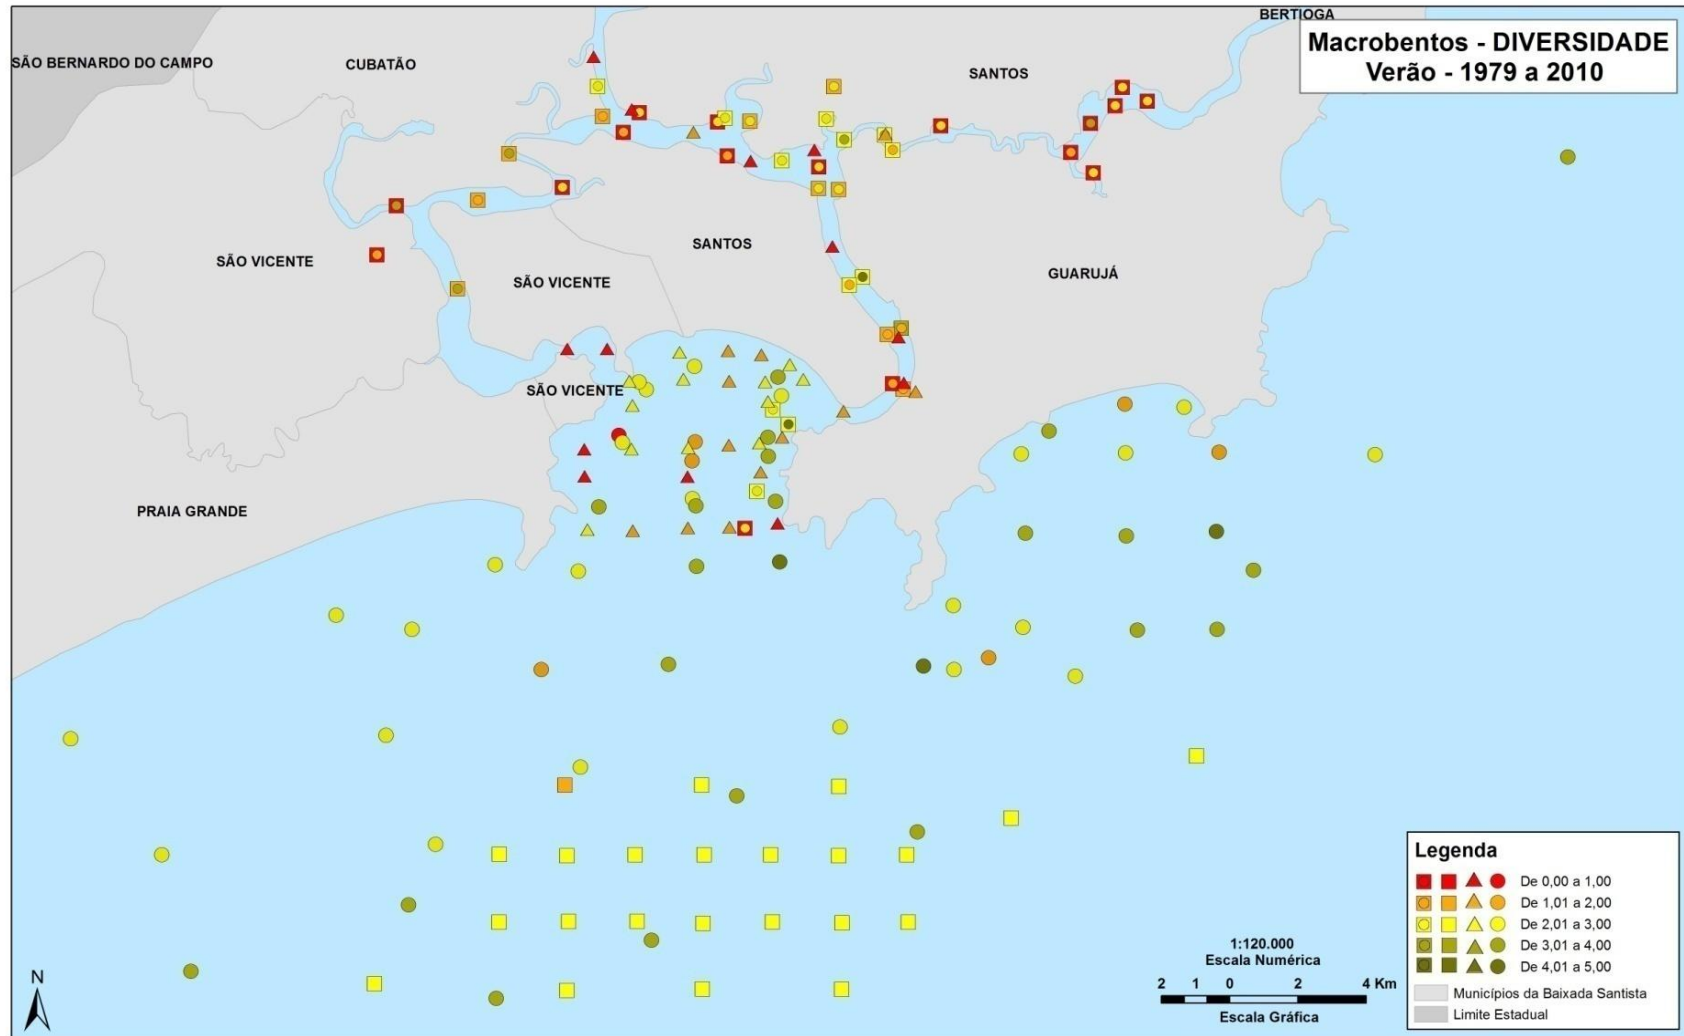 BERTIOGA
Macrobentos - DIVERSIDADE
Verão - 1979 a 2010
SÃO BERNARDO DO CAMPO
CUBATÃO
SANTOS
SANTOS
SÃO VICENTE
SÃO VICENTE
GUARUJÁ
SÃO VICENTE
PRAIA GRANDE
Legenda
De 0,00 a 1,00
De 1,01 a 2,00
De 2,01 a 3,00
De 3,01 a 4,00
De 4,01 a 5,00
Municípios da Baixada Santista
Limite Estadual
1:120.000
Escala Numérica
2 1 0 2 4 Km
Escala Gráfica
N